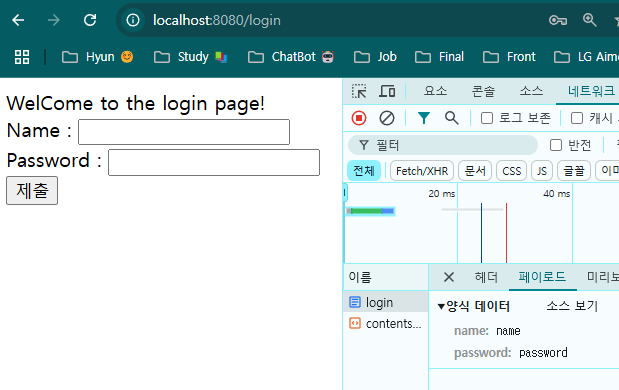 localhost:8080/login
Hyun Study ChatBot Job Final Front LG Aime
WelCome to the login page!
Name :
Password :
제출
요소 콘솔 소스 네트워크
로그 보존 캐시
필터 반전
전체 Fetch/XHR 문서 CSS JS 글꼴
20 ms 40 ms
이름 헤더 페이로드 미리보
login
▼양식 데이터 소스 보기
contents...
name: name
password: password